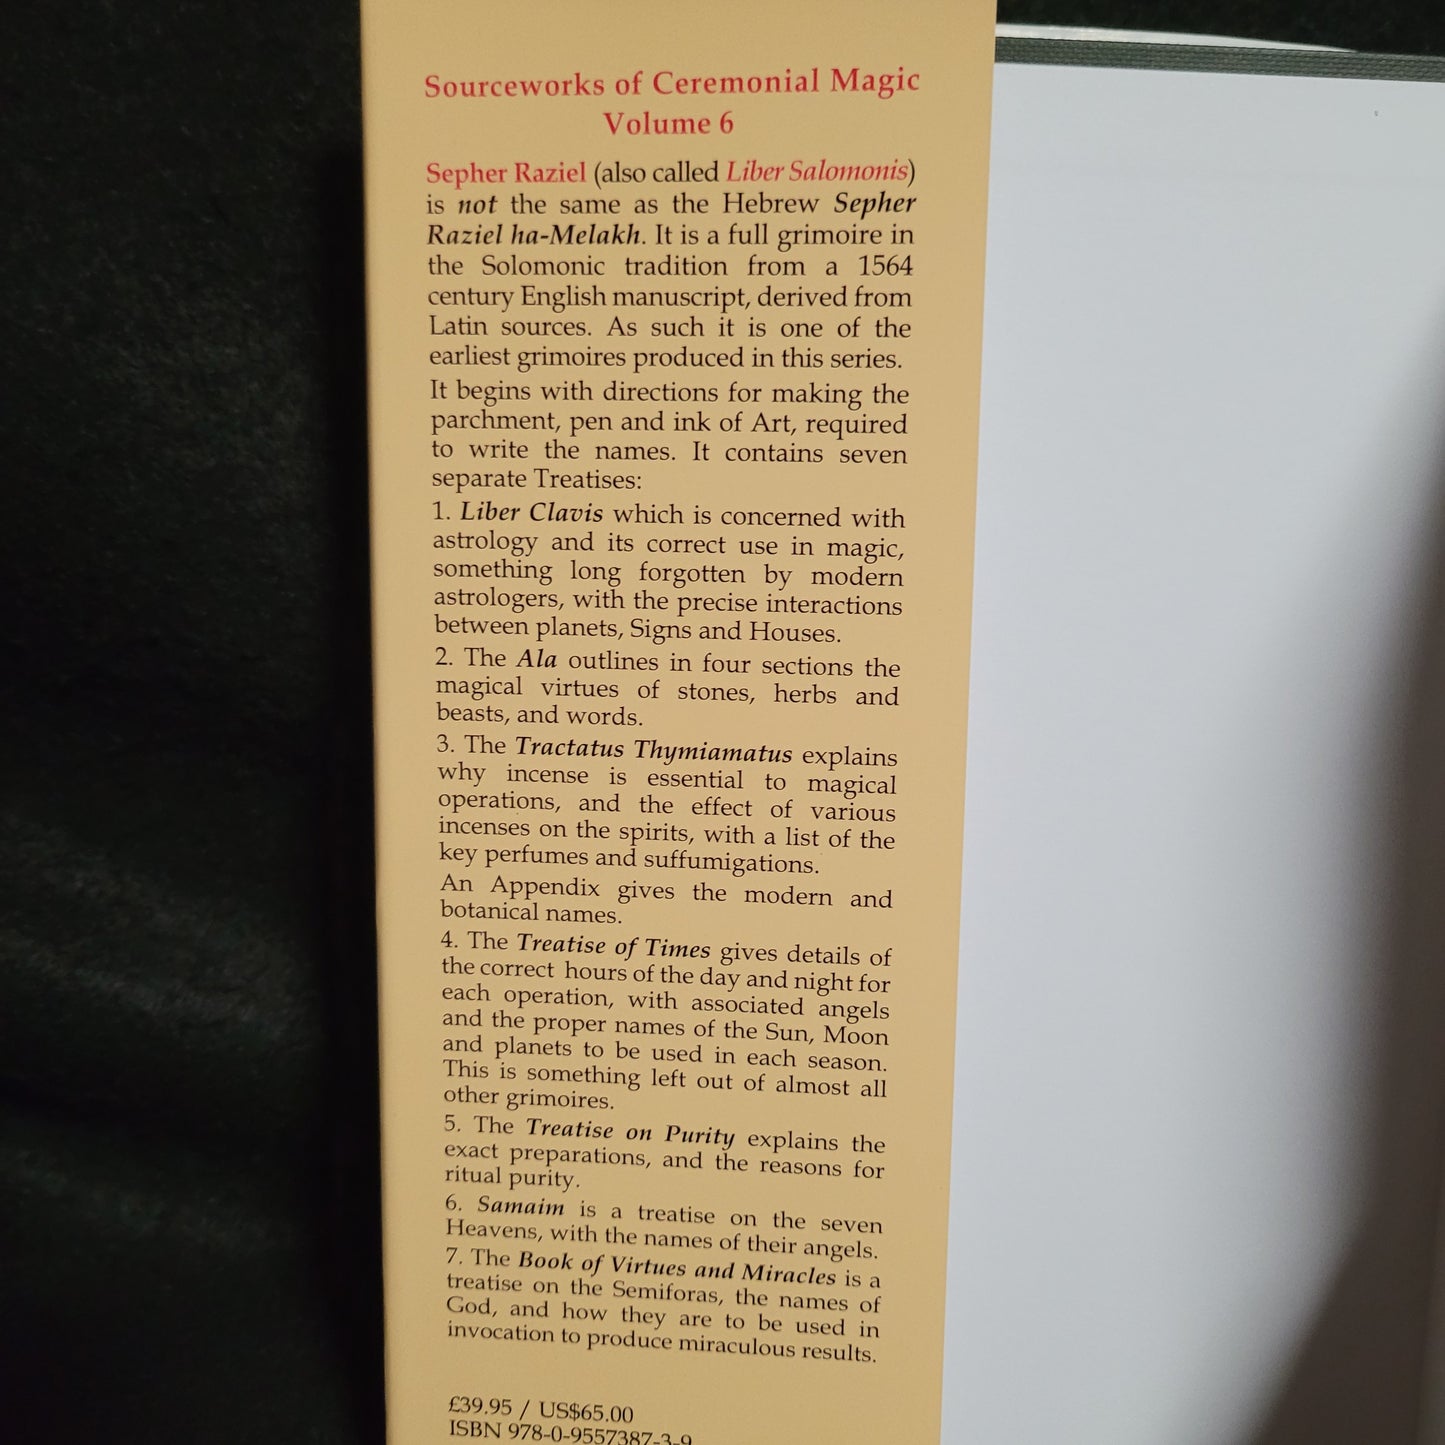 Sourceworks of Ceremonial Magic
Volume 6
Sepher Raziel (also called Liber Salomonis)
is not the same as the Hebrew Sepher
Raziel ha-Melakh. It is a full grimoire in
the Solomonic tradition from a 1564
century English manuscript, derived from
Latin sources. As such it is one of the
earliest grimoires produced in this series.
It begins with directions for making the
parchment, pen and ink of Art, required
to write the names. It contains seven
separate Treatises:
1. Liber Clavis which is concerned with
astrology and its correct use in magic,
something long forgotten by modern
astrologers, with the precise interactions
between planets, Signs and Houses.
2. The Ala outlines in four sections the
magical virtues of stones, herbs and
beasts, and words.
3. The Tractatus Thymiamatus explains
why incense is essential to magical
operations, and the effect of various
incenses on the spirits, with a list of the
key perfumes and suffumigations.
An Appendix gives the modern and
botanical names.
4. The Treatise of Times gives details of
the correct hours of the day and night for
each operation, with associated angels
and the proper names of the Sun, Moon
and planets to be used in each season.
This is something left out of almost all
other grimoires.
5. The Treatise on Purity explains the
exact preparations, and the reasons for
ritual purity.
6. Samaim is a treatise on the seven
Heavens, with the names of their angels.
7. The Book of Virtues and Miracles is a
treatise on the Semiforas, the names of
God, and how they are to be used in
invocation to produce miraculous results.
£39.95 / US$65.00
ISBN 978-0-9557387-3-9